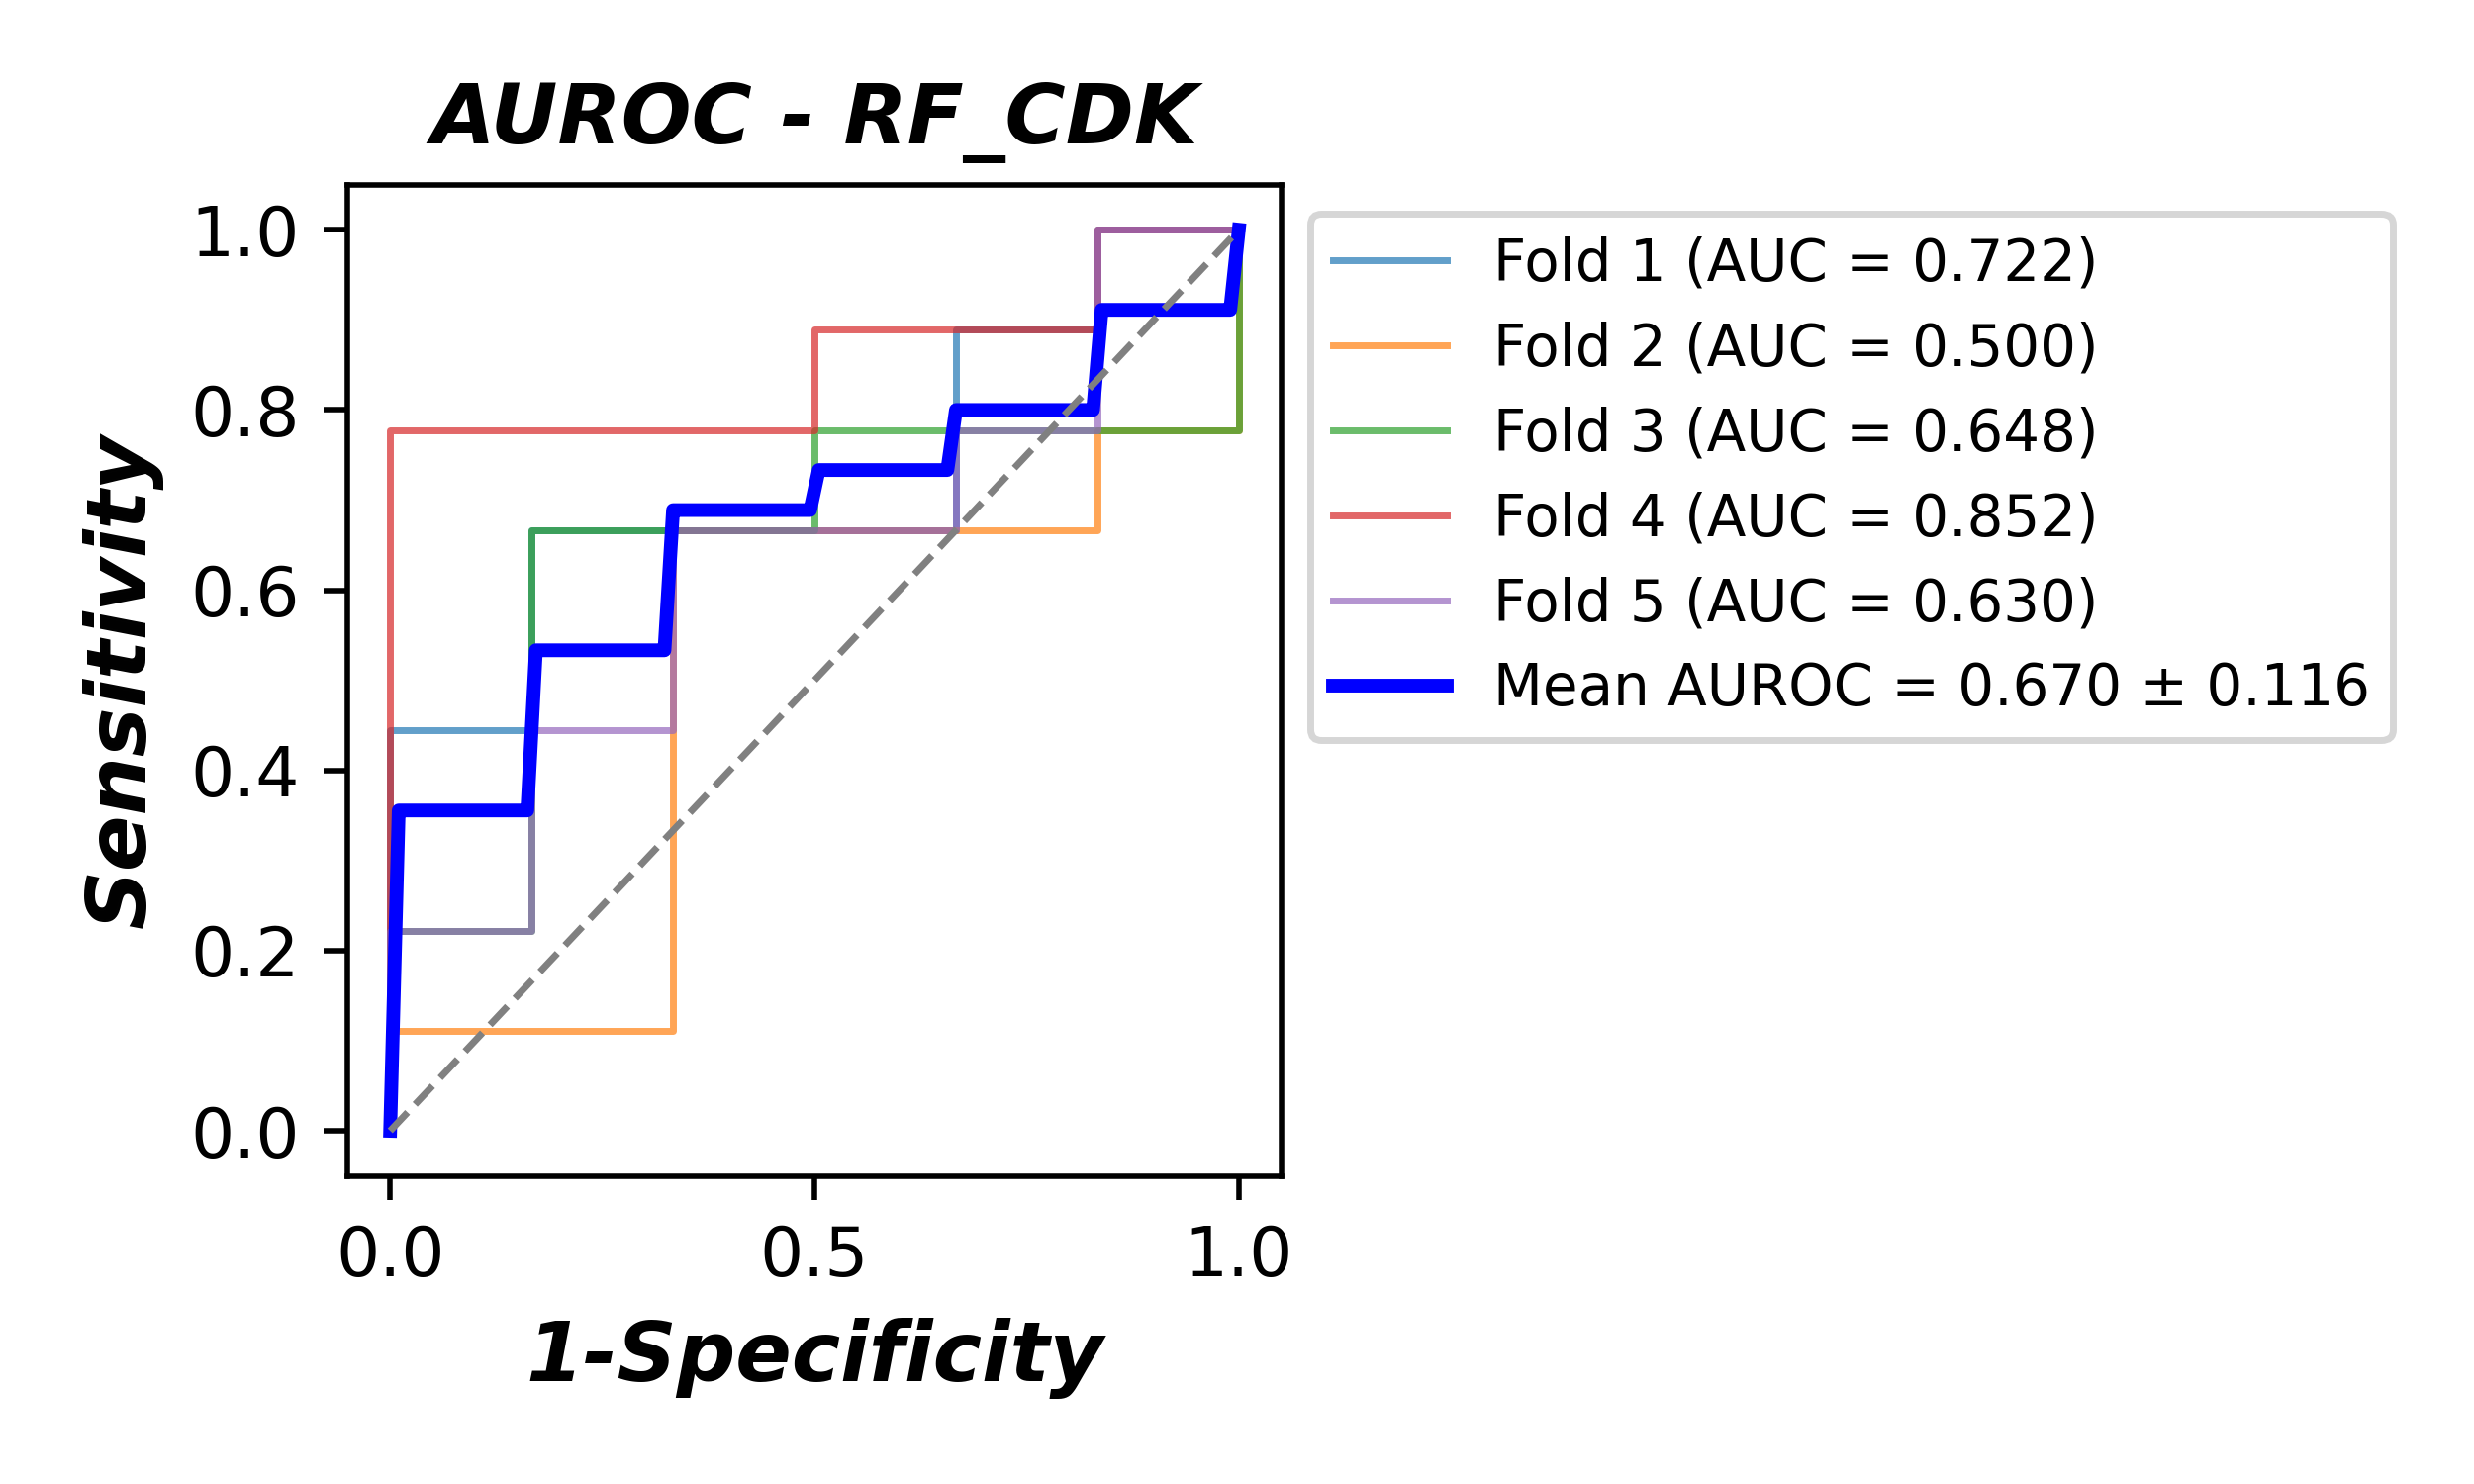 AUROC - RF_CDK
Sensitivity
1.0
0.8
0.6
0.4
0.2
0.0
0.0
0.5
1.0
1-Specificity
Fold 1 (AUC = 0.722)
Fold 2 (AUC = 0.500)
Fold 3 (AUC = 0.648)
Fold 4 (AUC = 0.852)
Fold 5 (AUC = 0.630)
Mean AUROC = 0.670 ± 0.116